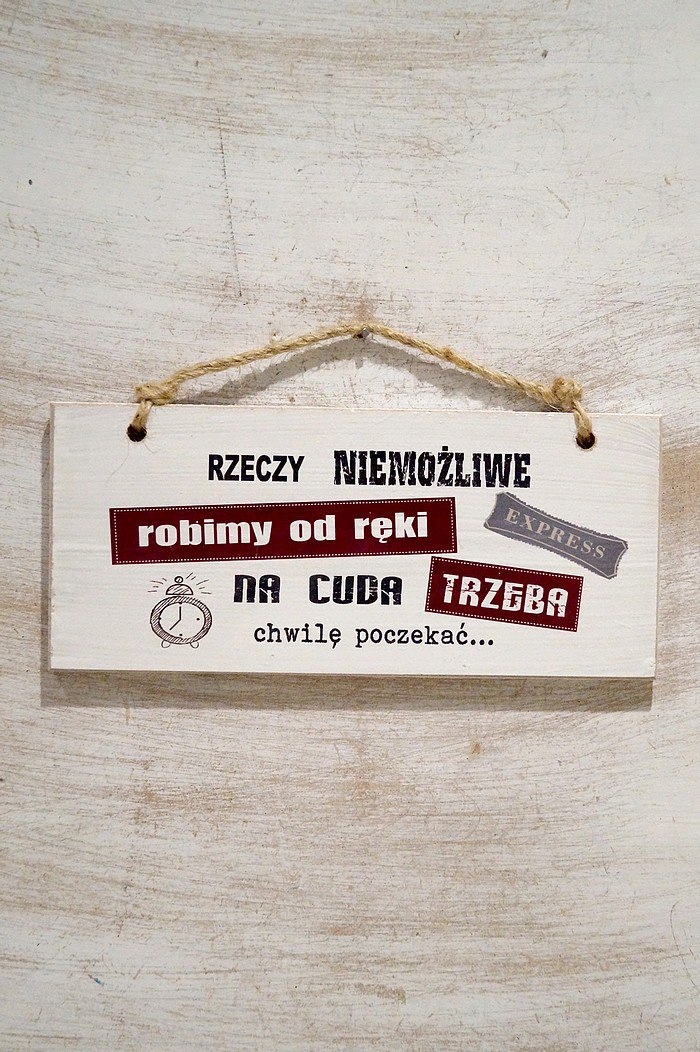 RZECZY NIEMOŻLIWE
robimy od ręki
EXPRESS
NA CUDA TRZEBA
chwilę poczekać...